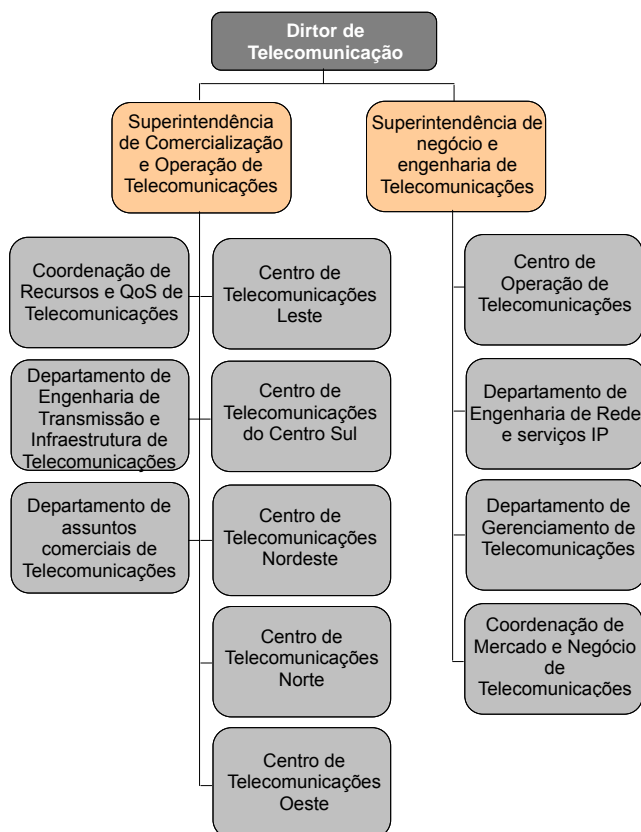 Dirtor de
Telecomunicação
Superintendência
de Comercialização
e Operação de
Telecomunicações
Superintendência de
negócio e
engenharia de
Telecomunicações
Coordenação de
Recursos e QoS de
Telecomunicações
Centro de
Telecomunicações
Leste
Centro de
Operação de
Telecomunicações
Departamento de
Engenharia de
Transmissão e
Infraestrutura de
Telecomunicações
Centro de
Telecomunicações
do Centro Sul
Departamento de
Engenharia de Rede
e serviços IP
Departamento de
assuntos
comerciais de
Telecomunicações
Centro de
Telecomunicações
Nordeste
Departamento de
Gerenciamento de
Telecomunicações
Centro de
Telecomunicações
Norte
Coordenação de
Mercado e Negócio
de
Telecomunicações
Centro de
Telecomunicações
Oeste